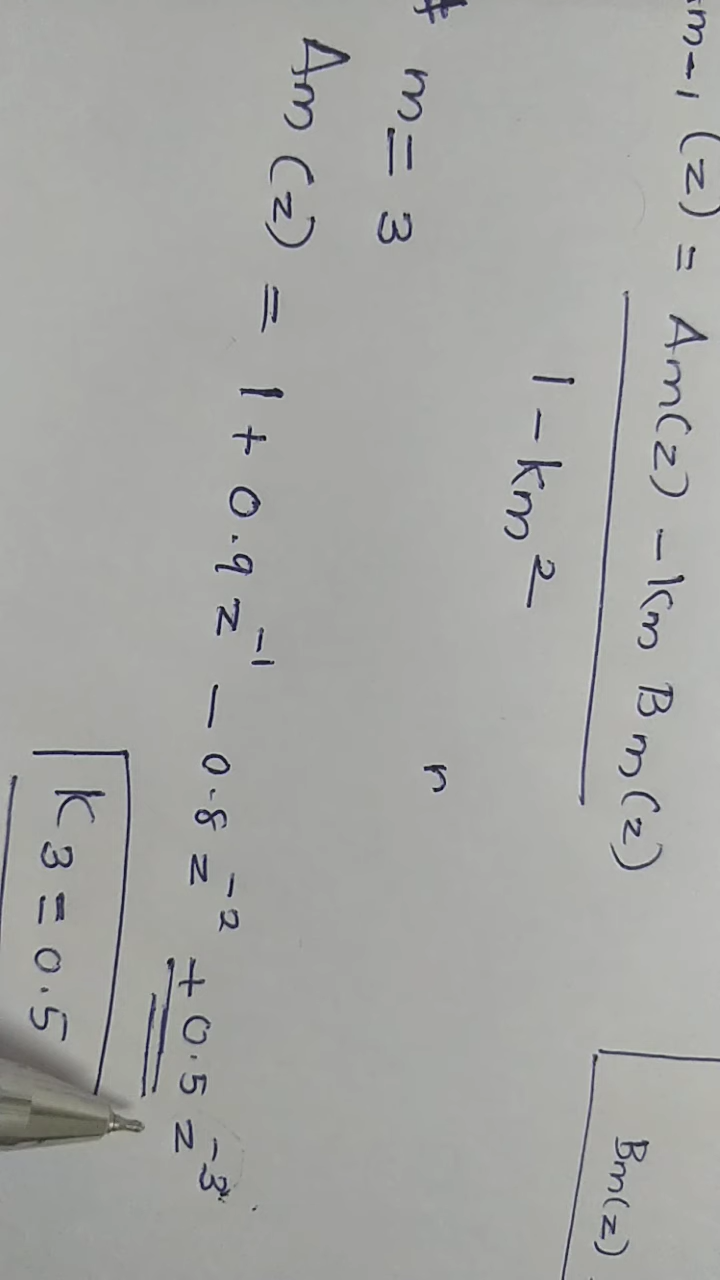 m-1 (z) = Am(z) - km Bm(z)
1 - km²
Bm(z)
# m = 3
n
Am (z) = 1 + 0.9 z⁻¹ - 0.8 z⁻² + 0.5 z⁻³
K3 = 0.5